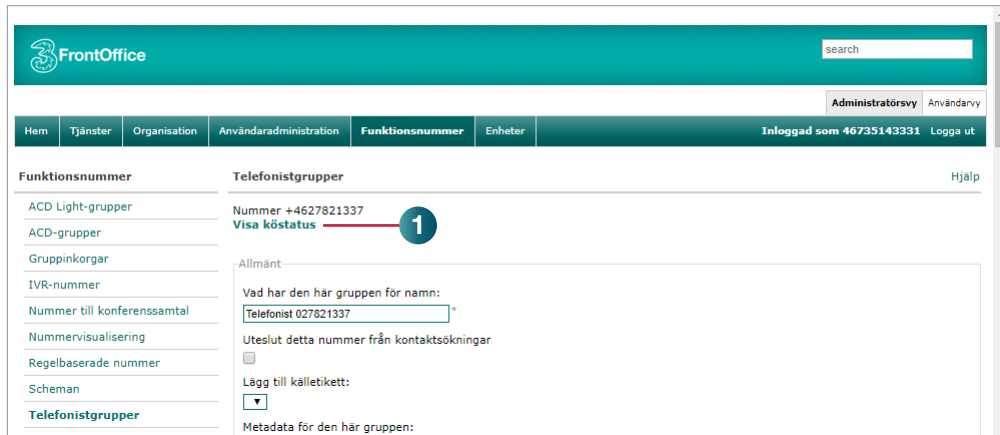 3 FrontOffice
search
Administratörsvy Användarvy
Hem Tjänster Organisation Användaradministration Funktionsnummer Enheter Inloggad som 46735143331 Logga ut
Funktionsnummer
ACD Light-grupper
ACD-grupper
Gruppinkorgar
IVR-nummer
Nummer till konferenssamtal
Nummervisualisering
Regelbaserade nummer
Scheman
Telefonistgrupper
Telefonistgrupper
Hjälp
Nummer +4627821337
Visa köstatus
1
Allmänt
Vad har den här gruppen för namn:
Telefonist 027821337 *
Uteslut detta nummer från kontaktsökningar
Lägg till källetikett:
Metadata för den här gruppen: